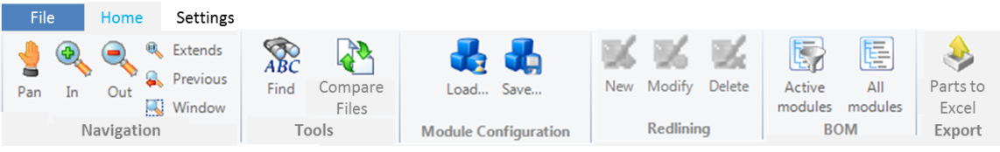 File Home Settings
Pan In Out Extends
Previous
Window
Navigation
ABC
Find Compare
Files
Tools
Load... Save...
Module Configuration
New Modify Delete
Redlining
Active All
modules modules
BOM
Parts to
Excel
Export